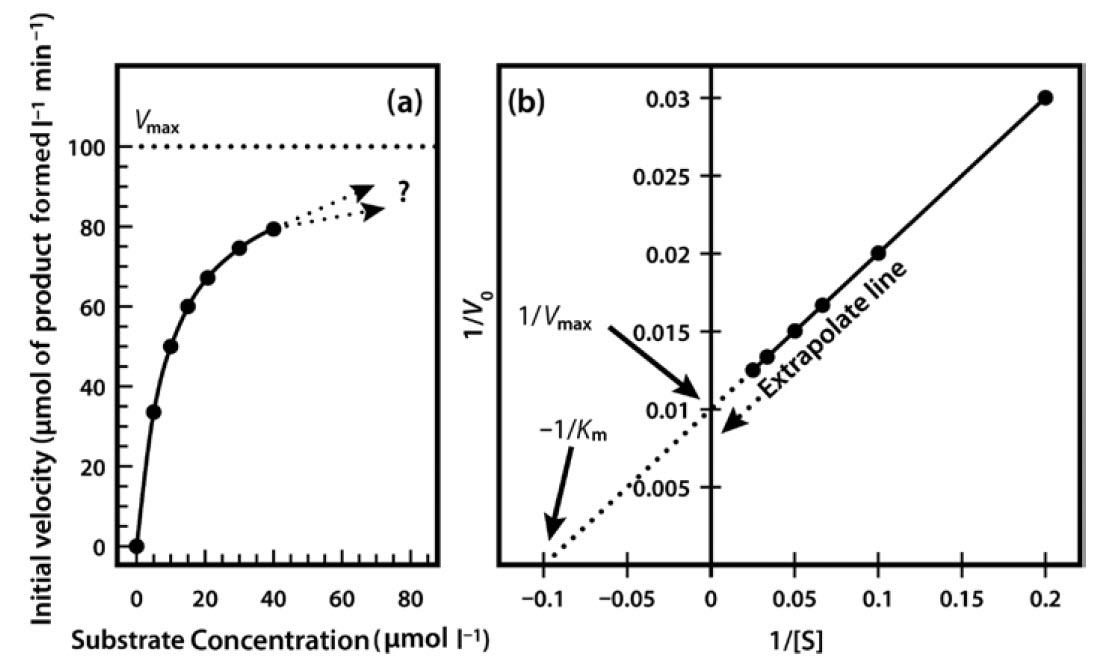 Initial velocity (μmol of product formed l⁻¹ min⁻¹)
(a)
Vmax
100
80
60
40
20
0
?
0 20 40 60 80
Substrate Concentration (μmol l⁻¹)
(b)
1/V0
0.03
0.025
0.02
0.015
0.01
0.005
1/Vmax
−1/Km
Extrapolate line
−0.1 −0.05 0 0.05 0.1 0.15 0.2
1/[S]